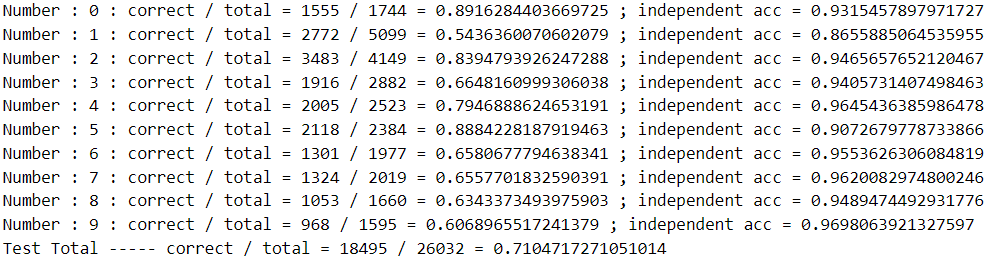 Number : 0 : correct / total = 1555 / 1744 = 0.8916284403669725 ; independent acc = 0.9315457897971727
Number : 1 : correct / total = 2772 / 5099 = 0.5436360070602079 ; independent acc = 0.8655885064535955
Number : 2 : correct / total = 3483 / 4149 = 0.8394793926247288 ; independent acc = 0.9465657652120467
Number : 3 : correct / total = 1916 / 2882 = 0.6648160999306038 ; independent acc = 0.9405731407498463
Number : 4 : correct / total = 2005 / 2523 = 0.7946888624653191 ; independent acc = 0.9645436385986478
Number : 5 : correct / total = 2118 / 2384 = 0.8884228187919463 ; independent acc = 0.9072679778733866
Number : 6 : correct / total = 1301 / 1977 = 0.6580677794638341 ; independent acc = 0.9553626306084819
Number : 7 : correct / total = 1324 / 2019 = 0.6557701832590391 ; independent acc = 0.9620082974800246
Number : 8 : correct / total = 1053 / 1660 = 0.6343373493975903 ; independent acc = 0.9489474492931776
Number : 9 : correct / total = 968 / 1595 = 0.6068965517241379 ; independent acc = 0.9698063921327597
Test Total ----- correct / total = 18495 / 26032 = 0.7104717271051014